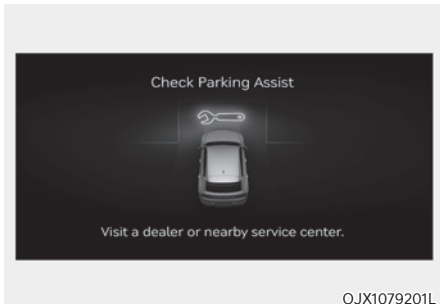 Check Parking Assist
Visit a dealer or nearby service center.
OJX1079201L